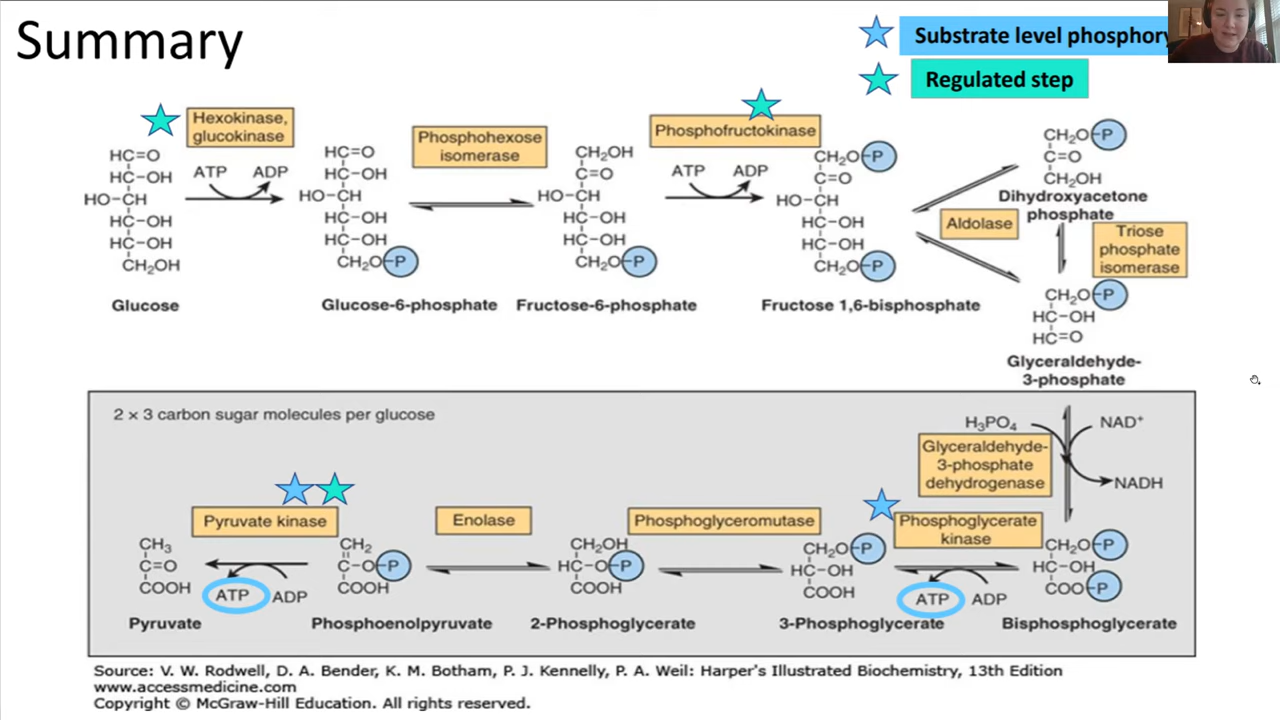 Summary
Substrate level phosphory
Regulated step
Hexokinase,
glucokinase
ATP ADP
HC=O
HC-OH
HO-CH
HC-OH
HC-OH
CH₂OH
Glucose
Phosphohexose
isomerase
HC=O
HC-OH
HO-CH
HC-OH
HC-OH
CH₂O-P
Glucose-6-phosphate
Phosphofructokinase
ATP ADP
CH₂OH
C=O
HO-CH
HC-OH
HC-OH
CH₂O-P
Fructose-6-phosphate
CH₂O-P
C=O
HO-CH
HC-OH
HC-OH
CH₂O-P
Fructose 1,6-bisphosphate
Aldolase
CH₂O-P
C=O
CH₂OH
Dihydroxyacetone
phosphate
Triose
phosphate
isomerase
CH₂O-P
HC-OH
HC=O
Glyceraldehyde-
3-phosphate
2 × 3 carbon sugar molecules per glucose
H₃PO₄ NAD⁺
Glyceraldehyde-
3-phosphate
dehydrogenase
NADH
Pyruvate kinase
CH₃
C=O
COOH
ATP ADP
Pyruvate
Enolase
CH₂
C-O-P
COOH
Phosphoenolpyruvate
Phosphoglyceromutase
CH₂OH
HC-O-P
COOH
2-Phosphoglycerate
Phosphoglycerate
kinase
CH₂O-P
HC-OH
COOH
3-Phosphoglycerate
ATP ADP
CH₂O-P
HC-OH
COO-P
Bisphosphoglycerate
Source: V. W. Rodwell, D. A. Bender, K. M. Botham, P. J. Kennelly, P. A. Weil: Harper's Illustrated Biochemistry, 13th Edition
www.accessmedicine.com
Copyright © McGraw-Hill Education. All rights reserved.